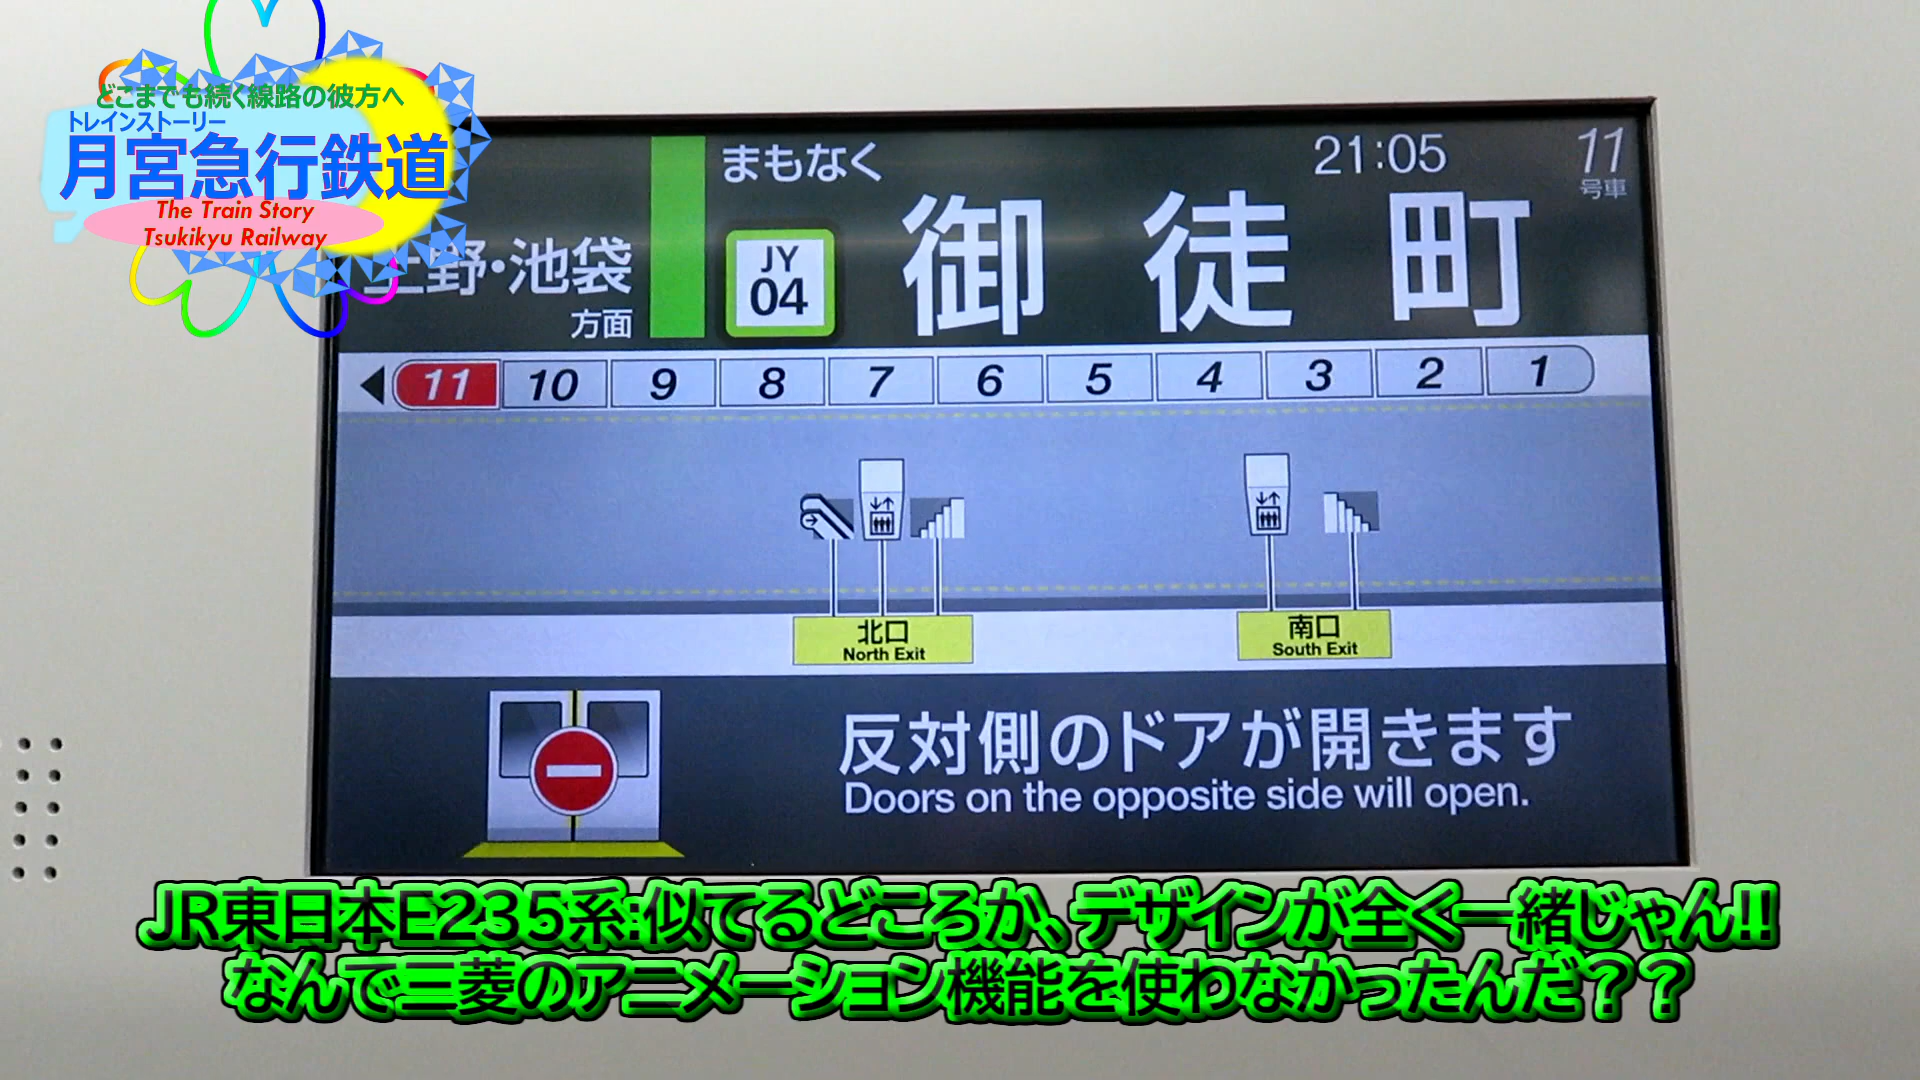 どこまでも続く線路の彼方へ
トレインストーリー
月宮急行鉄道
The Train Story
Tsukikyu Railway
上野・池袋
方面
まもなく
21:05
11
号車
JY
04
御徒町
11 10 9 8 7 6 5 4 3 2 1
北口
North Exit
南口
South Exit
反対側のドアが開きます
Doors on the opposite side will open.
JR東日本E235系:似てるどころか、デザインが全く一緒じゃん!!
なんで三菱のアニメーション機能を使わなかったんだ??